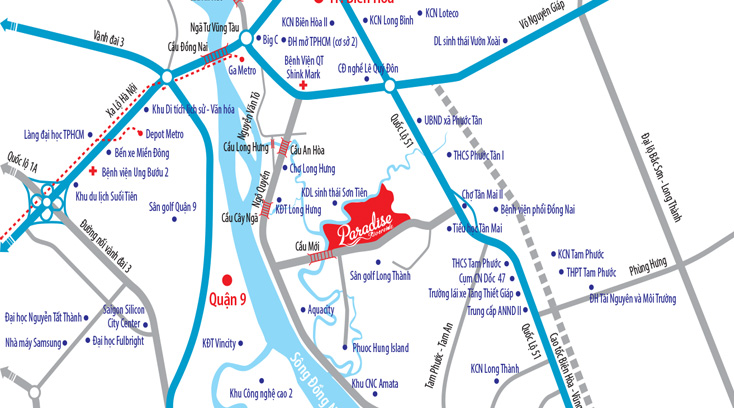 Ngã Tư Vũng Tàu
TP. Biên Hòa
KCN Biên Hòa II
KCN Loteco
KCN Long Bình
Võ Nguyên Giáp
Vành đai 3
Cầu Đồng Nai
Big C
ĐH mở TPHCM (cơ sở 2)
DL sinh thái Vườn Xoài
Ga Metro
Bệnh Viện QT
Shink Mark
CĐ nghề Lê Quý Đôn
Xa Lộ Hà Nội
Khu Di tích lịch sử - Văn hóa
Nguyễn Văn Tỏ
Quốc Lộ 51
UBND xã Phước Tân
Làng đại học TPHCM
Depot Metro
Cầu Long Hưng
Cầu An Hòa
Bến xe Miền Đông
THCS Phước Tân I
Quốc lộ 1A
Bệnh viện Ung Bướu 2
Chợ Long Hưng
Đại lộ Bắc Sơn - Long Thành
Ngô Quyền
Khu du lịch Suối Tiên
KDL sinh thái Sơn Tiên
Chợ Tân Mai II
Sân golf Quận 9
Cầu Cây Ngã
KĐT Long Hưng
Bệnh viện phổi Đồng Nai
Paradise
Riverside
Tiểu học Tân Mai
Đường nối vành đai 3
Cầu Mới
KCN Tam Phước
Phùng Hưng
THCS Tam Phước
Sân golf Long Thành
Cụm CN Dốc 47
THPT Tam Phước
Quận 9
Trường lái xe Tăng Thiết Giáp
ĐH Tài Nguyên và Môi Trường
Đại học Nguyễn Tất Thành
Saigon Silicon
City Center
Aquacity
Trung cấp ANND II
Nhà máy Samsung
Đại học Fulbright
KĐT Vincity
Phuoc Hung Island
Tam Phước - Tam An
Quốc Lộ 51
Cao tốc Biên Hòa - Vũng
Sông Đồng
KCN Long Thành
Khu Công nghệ cao 2
Khu CNC Amata